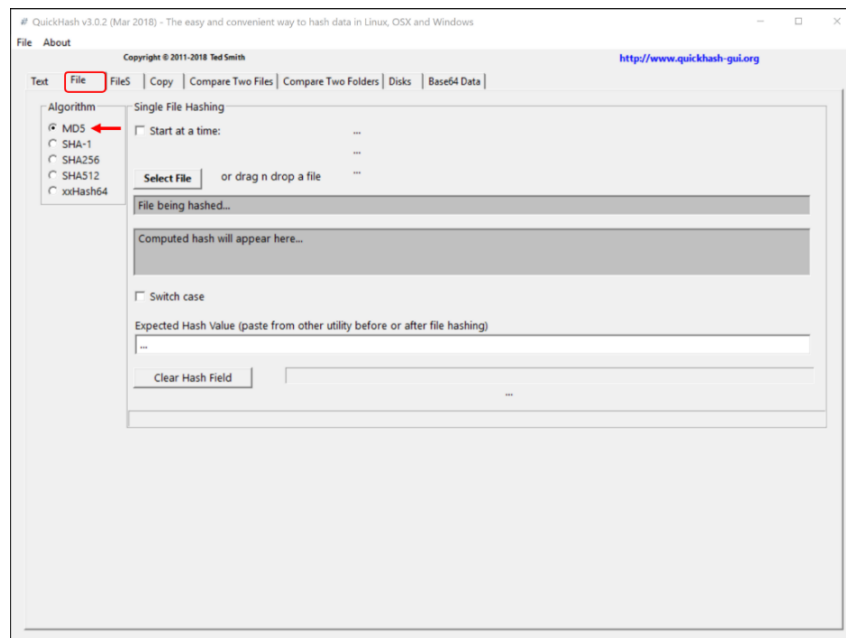 QuickHash v3.0.2 (Mar 2018) - The easy and convenient way to hash data in Linux, OSX and Windows
File About
Copyright © 2011-2018 Ted Smith http://www.quickhash-gui.org
Text File FileS Copy Compare Two Files Compare Two Folders Disks Base64 Data
Algorithm
MD5
SHA-1
SHA256
SHA512
xxHash64
Single File Hashing
Start at a time: ...
...
Select File or drag n drop a file ...
File being hashed...
Computed hash will appear here...
Switch case
Expected Hash Value (paste from other utility before or after file hashing)
...
Clear Hash Field
...